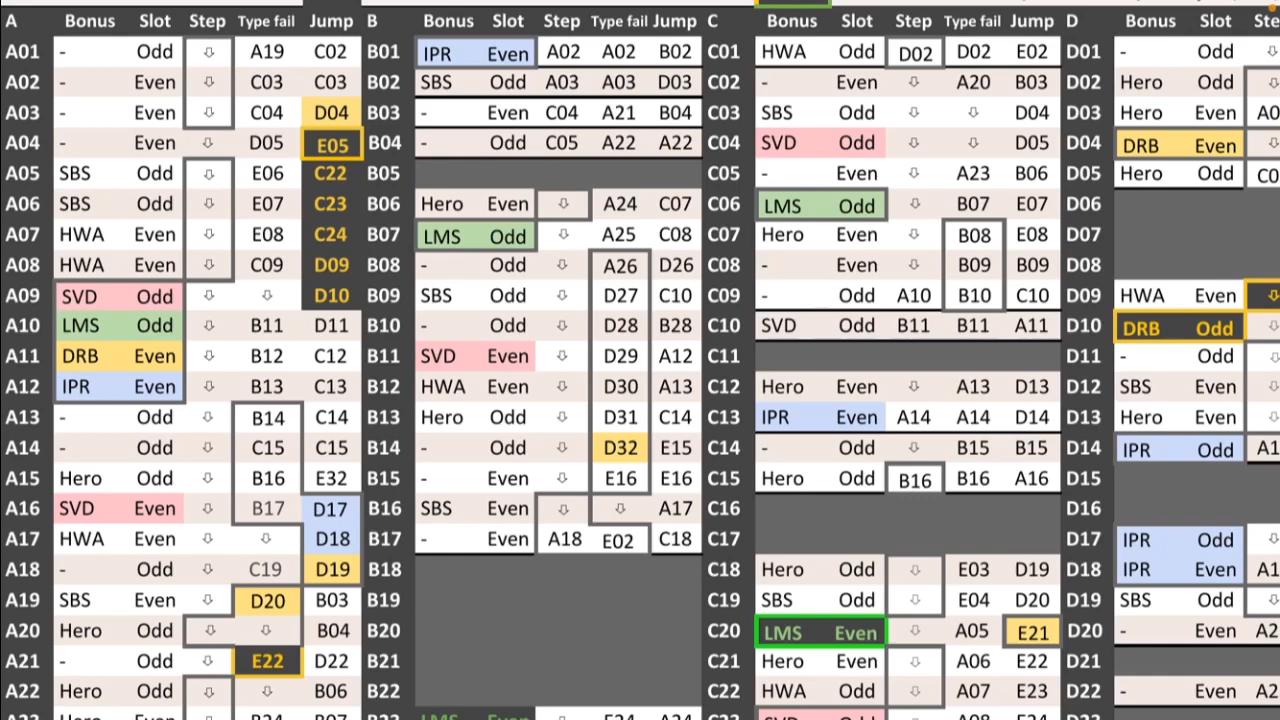 A Bonus Slot Step Type fail Jump B Bonus Slot Step Type fail Jump C Bonus Slot Step Type fail Jump D Bonus Slot
A01 - Odd ⇩ A19 C02 B01 IPR Even A02 A02 B02 C01 HWA Odd D02 D02 E02 D01 - Odd ⇩
A02 - Even ⇩ C03 C03 B02 SBS Odd A03 A03 D03 C02 - Even ⇩ A20 B03 D02 Hero Odd ⇩
A03 - Even ⇩ C04 D04 B03 - Even C04 A21 B04 C03 SBS Odd ⇩ ⇩ D04 D03 Hero Even
A04 - Even ⇩ D05 E05 B04 - Odd C05 A22 A22 C04 SVD Odd ⇩ ⇩ D05 D04 DRB Even ⇩
A05 SBS Odd ⇩ E06 C22 B05 C05 - Even ⇩ A23 B06 D05 Hero Odd
A06 SBS Odd ⇩ E07 C23 B06 Hero Even ⇩ A24 C07 C06 LMS Odd ⇩ B07 E07 D06
A07 HWA Even ⇩ E08 C24 B07 LMS Odd ⇩ A25 C08 C07 Hero Even ⇩ B08 E08 D07
A08 HWA Even ⇩ C09 D09 B08 - Odd ⇩ A26 D26 C08 - Even ⇩ B09 B09 D08
A09 SVD Odd ⇩ ⇩ D10 B09 SBS Odd ⇩ D27 C10 C09 - Odd A10 B10 C10 D09 HWA Even ⇩
A10 LMS Odd ⇩ B11 D11 B10 - Odd ⇩ D28 B28 C10 SVD Odd B11 B11 A11 D10 DRB Odd ⇩
A11 DRB Even ⇩ B12 C12 B11 SVD Even ⇩ D29 A12 C11 D11 - Odd ⇩
A12 IPR Even ⇩ B13 C13 B12 HWA Even ⇩ D30 A13 C12 Hero Even ⇩ A13 D13 D12 SBS Even ⇩
A13 - Odd ⇩ B14 C14 B13 Hero Odd ⇩ D31 C14 C13 IPR Even A14 A14 D14 D13 Hero Even ⇩
A14 - Odd ⇩ C15 C15 B14 - Odd ⇩ D32 E15 C14 - Odd ⇩ B15 B15 D14 IPR Odd
A15 Hero Odd ⇩ B16 E32 B15 - Even ⇩ E16 E16 C15 Hero Odd B16 B16 A16 D15
A16 SVD Even ⇩ B17 D17 B16 SBS Even ⇩ ⇩ A17 C16 D16
A17 HWA Even ⇩ ⇩ D18 B17 - Even A18 E02 C18 C17 D17 IPR Odd ⇩
A18 - Odd ⇩ C19 D19 B18 C18 Hero Odd ⇩ E03 D19 D18 IPR Even
A19 SBS Even ⇩ D20 B03 B19 C19 SBS Odd ⇩ E04 D20 D19 SBS Odd ⇩
A20 Hero Odd ⇩ ⇩ B04 B20 C20 LMS Even ⇩ A05 E21 D20 - Even
A21 - Odd ⇩ E22 D22 B21 C21 Hero Even ⇩ A06 E22 D21
A22 Hero Odd ⇩ ⇩ B06 B22 C22 HWA Odd ⇩ A07 E23 D22 - Even